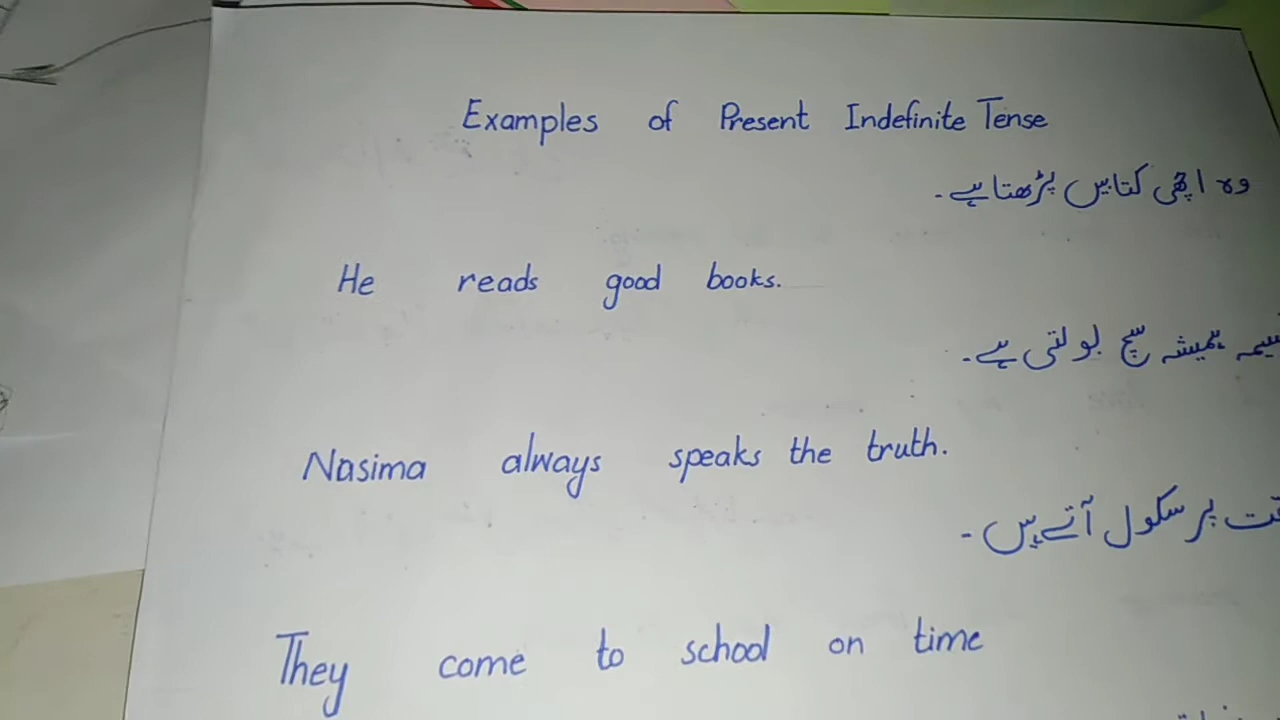 Examples of Present Indefinite Tense
وہ اچھی کتابیں پڑھتا ہے۔
He reads good books.
ہمیشہ سچ بولتی ہے۔
Nasima always speaks the truth.
پر سکول آتے ہیں۔
They come to school on time